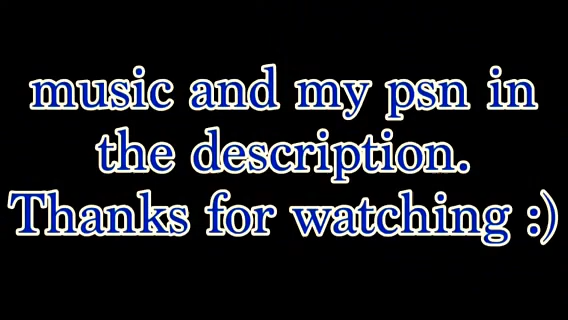 music and my psn in
the description.
Thanks for watching :)